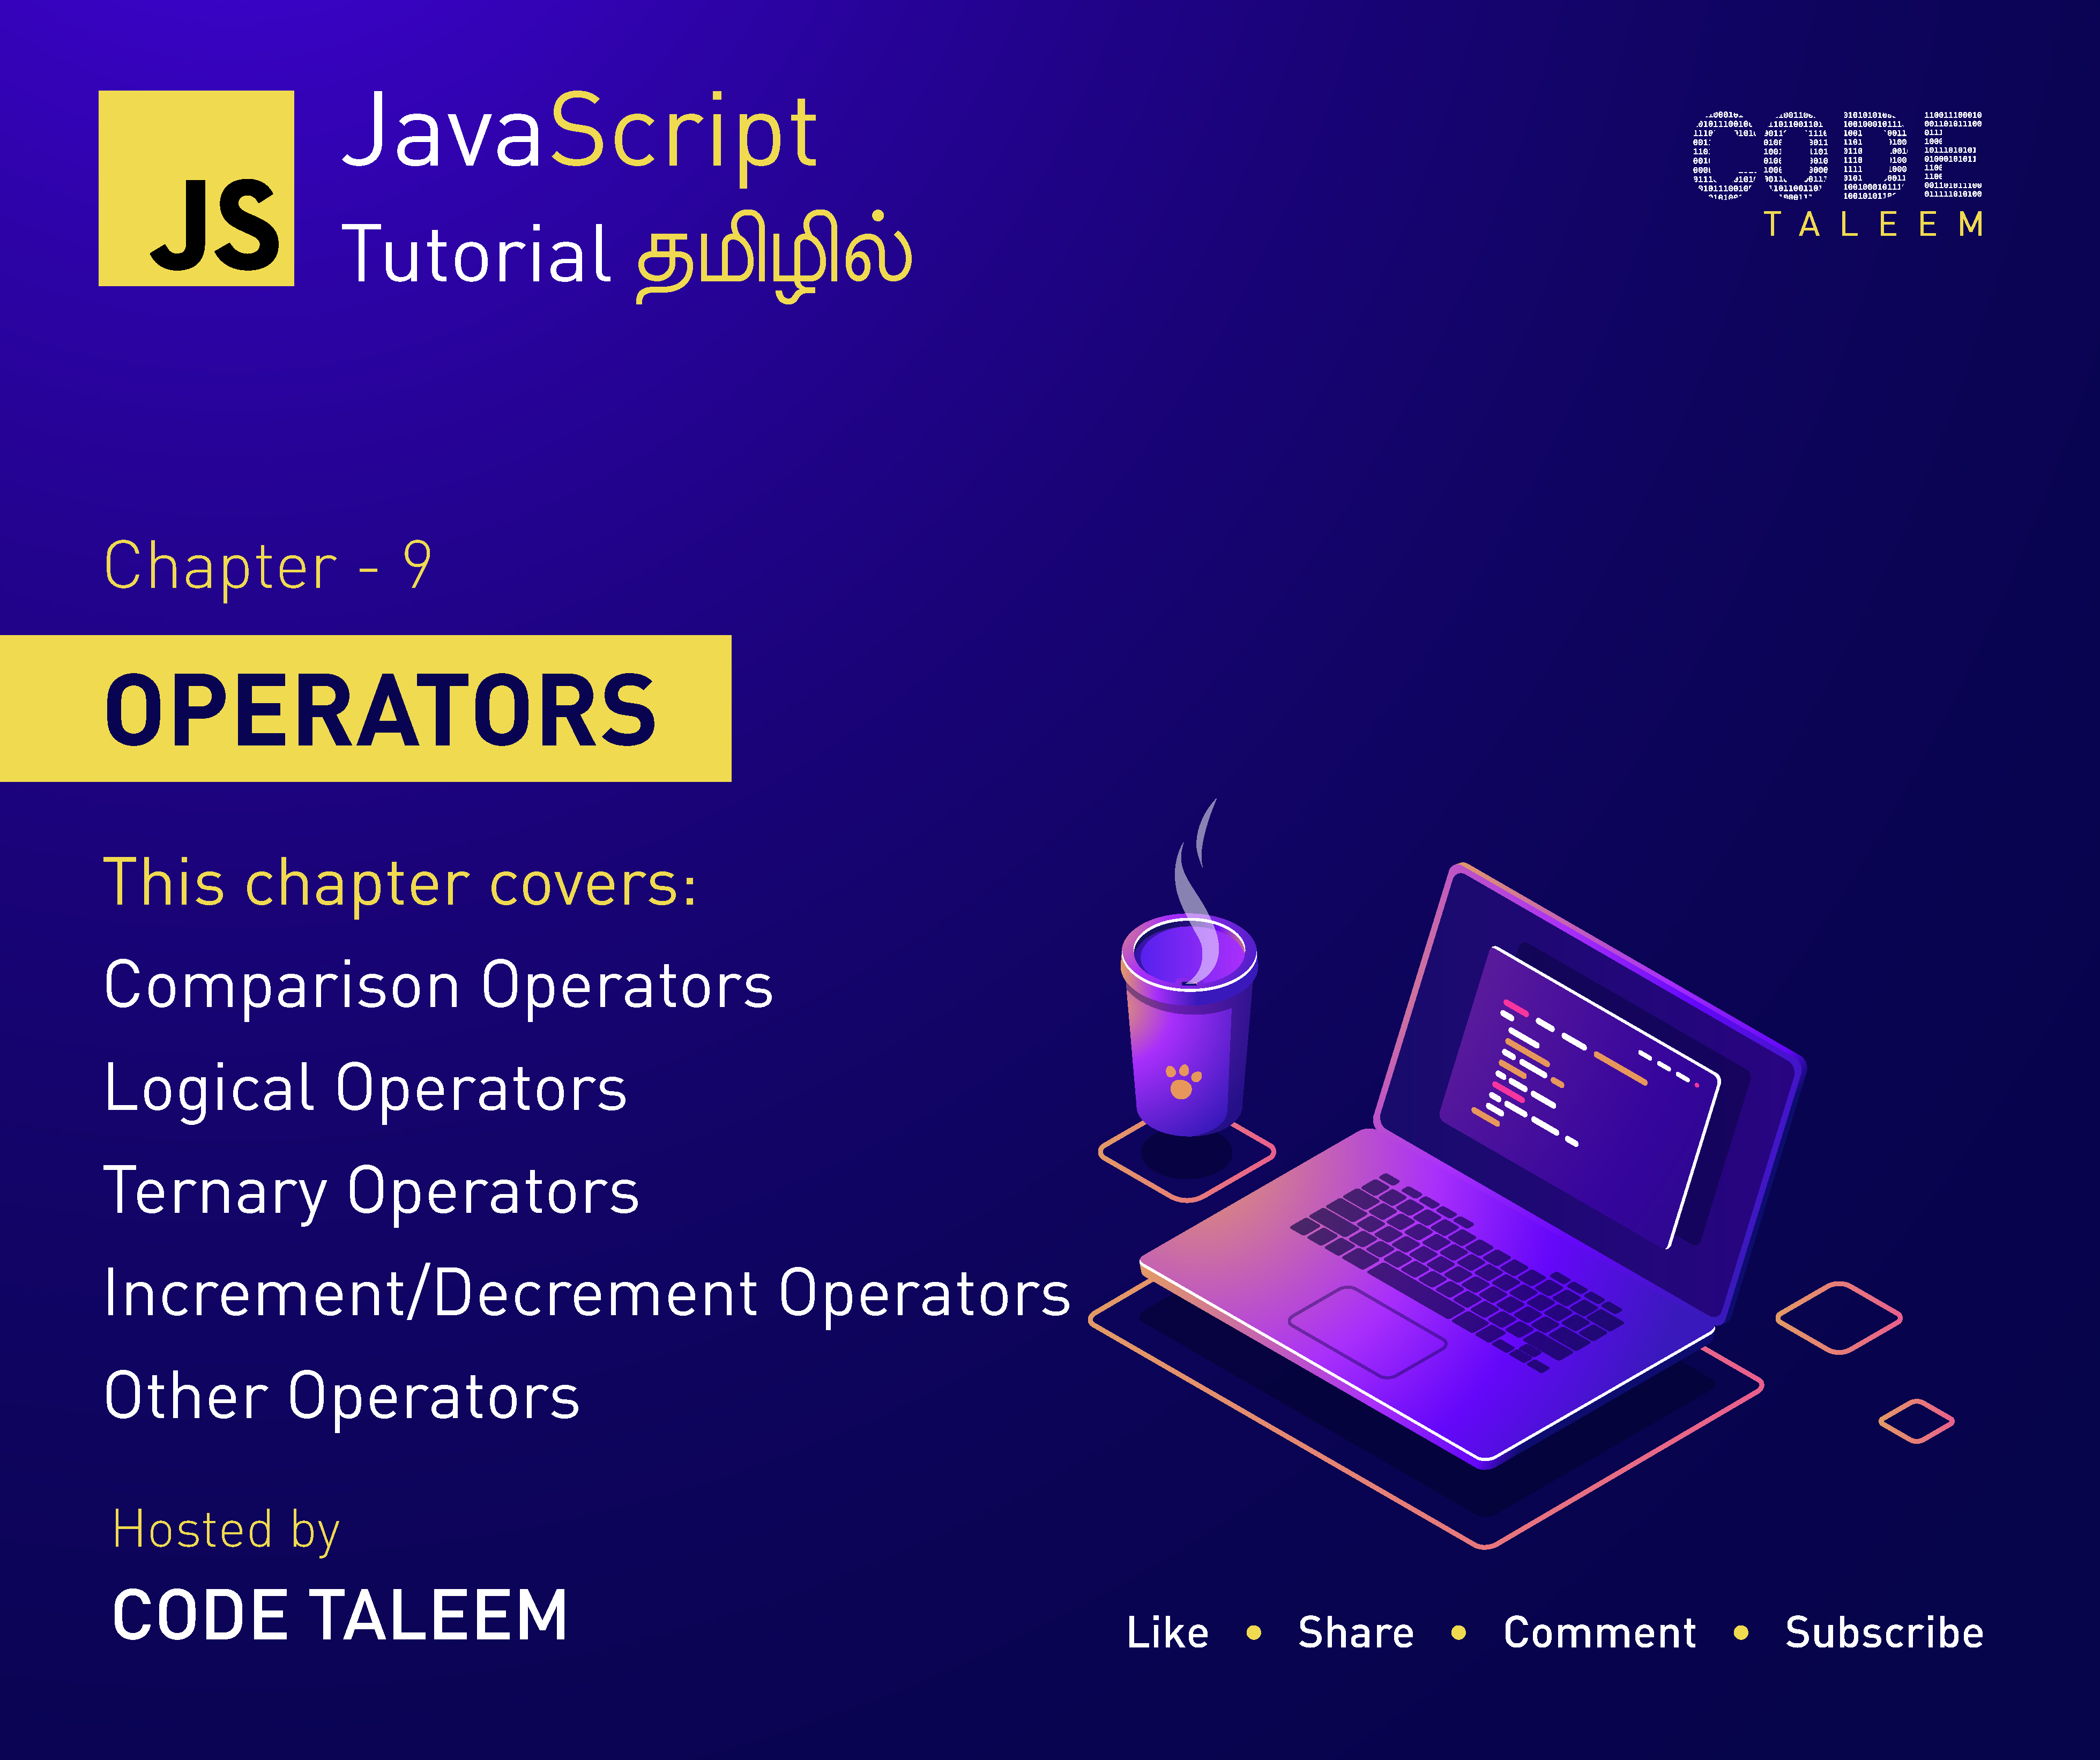 JS
JavaScript
Tutorial தமிழில்
CODE
TALEEM
Chapter - 9
OPERATORS
This chapter covers:
Comparison Operators
Logical Operators
Ternary Operators
Increment/Decrement Operators
Other Operators
Hosted by
CODE TALEEM
Like • Share • Comment • Subscribe